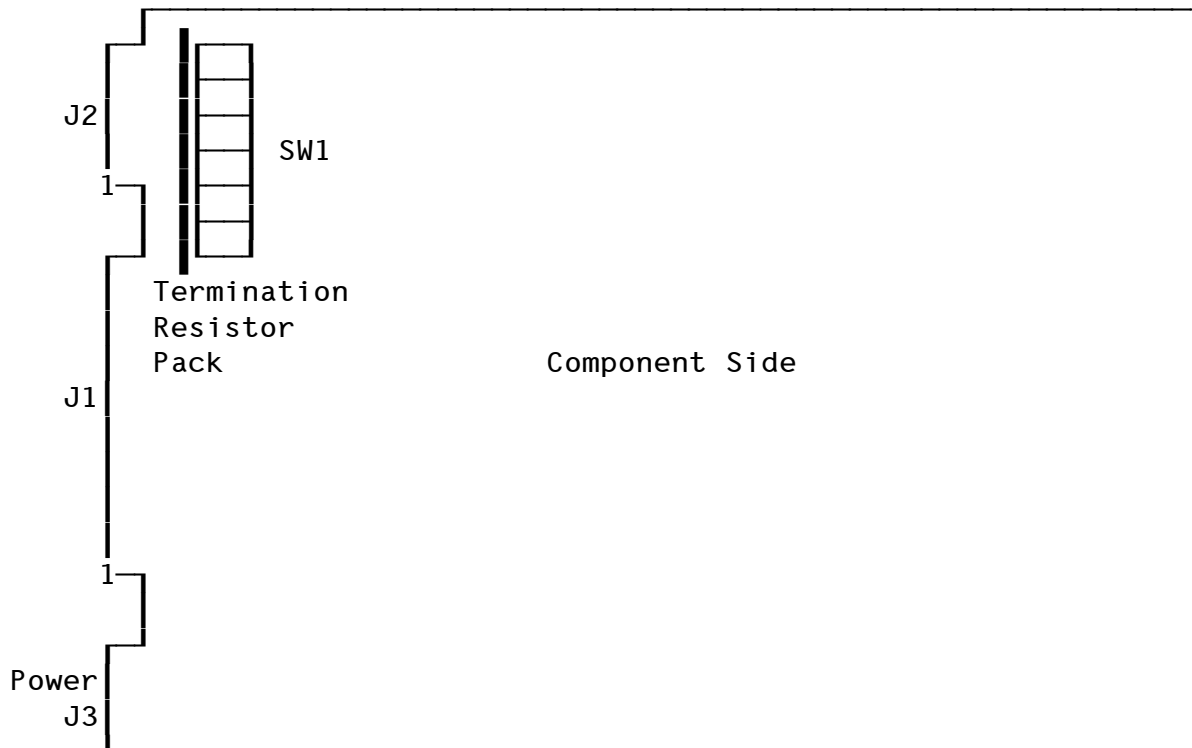 J2
SW1
1
Termination
Resistor
Pack
Component Side
J1
1
Power
J3